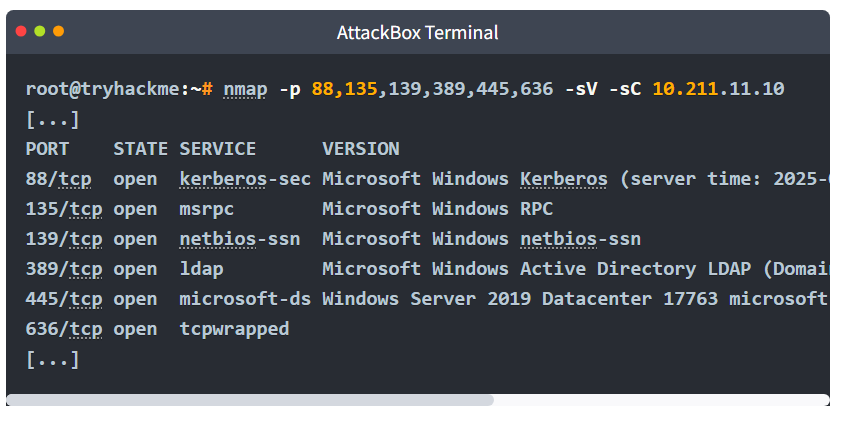 AttackBox Terminal
root@tryhackme:~# nmap -p 88,135,139,389,445,636 -sV -sC 10.211.11.10
[...]
PORT    STATE SERVICE      VERSION
88/tcp  open  kerberos-sec Microsoft Windows Kerberos (server time: 2025-
135/tcp open  msrpc        Microsoft Windows RPC
139/tcp open  netbios-ssn  Microsoft Windows netbios-ssn
389/tcp open  ldap         Microsoft Windows Active Directory LDAP (Domai
445/tcp open  microsoft-ds Windows Server 2019 Datacenter 17763 microsoft
636/tcp open  tcpwrapped
[...]